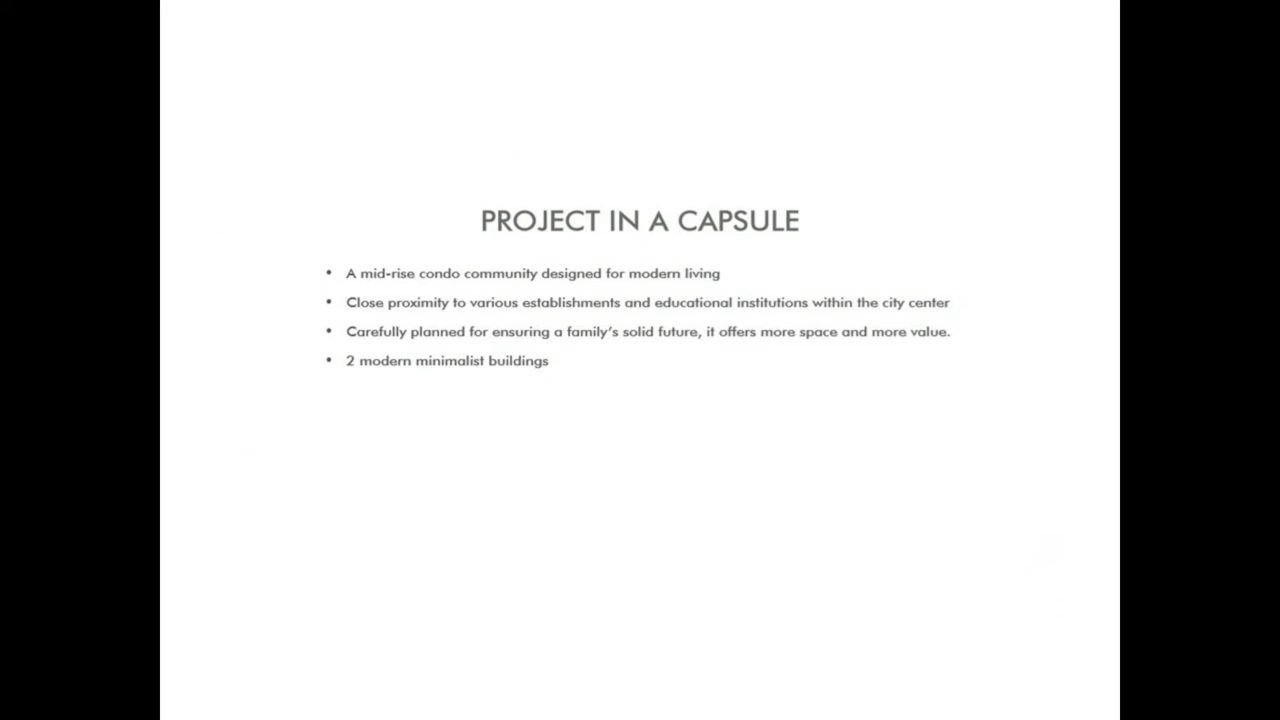 PROJECT IN A CAPSULE
• A mid-rise condo community designed for modern living
• Close proximity to various establishments and educational institutions within the city center
• Carefully planned for ensuring a family’s solid future, it offers more space and more value.
• 2 modern minimalist buildings